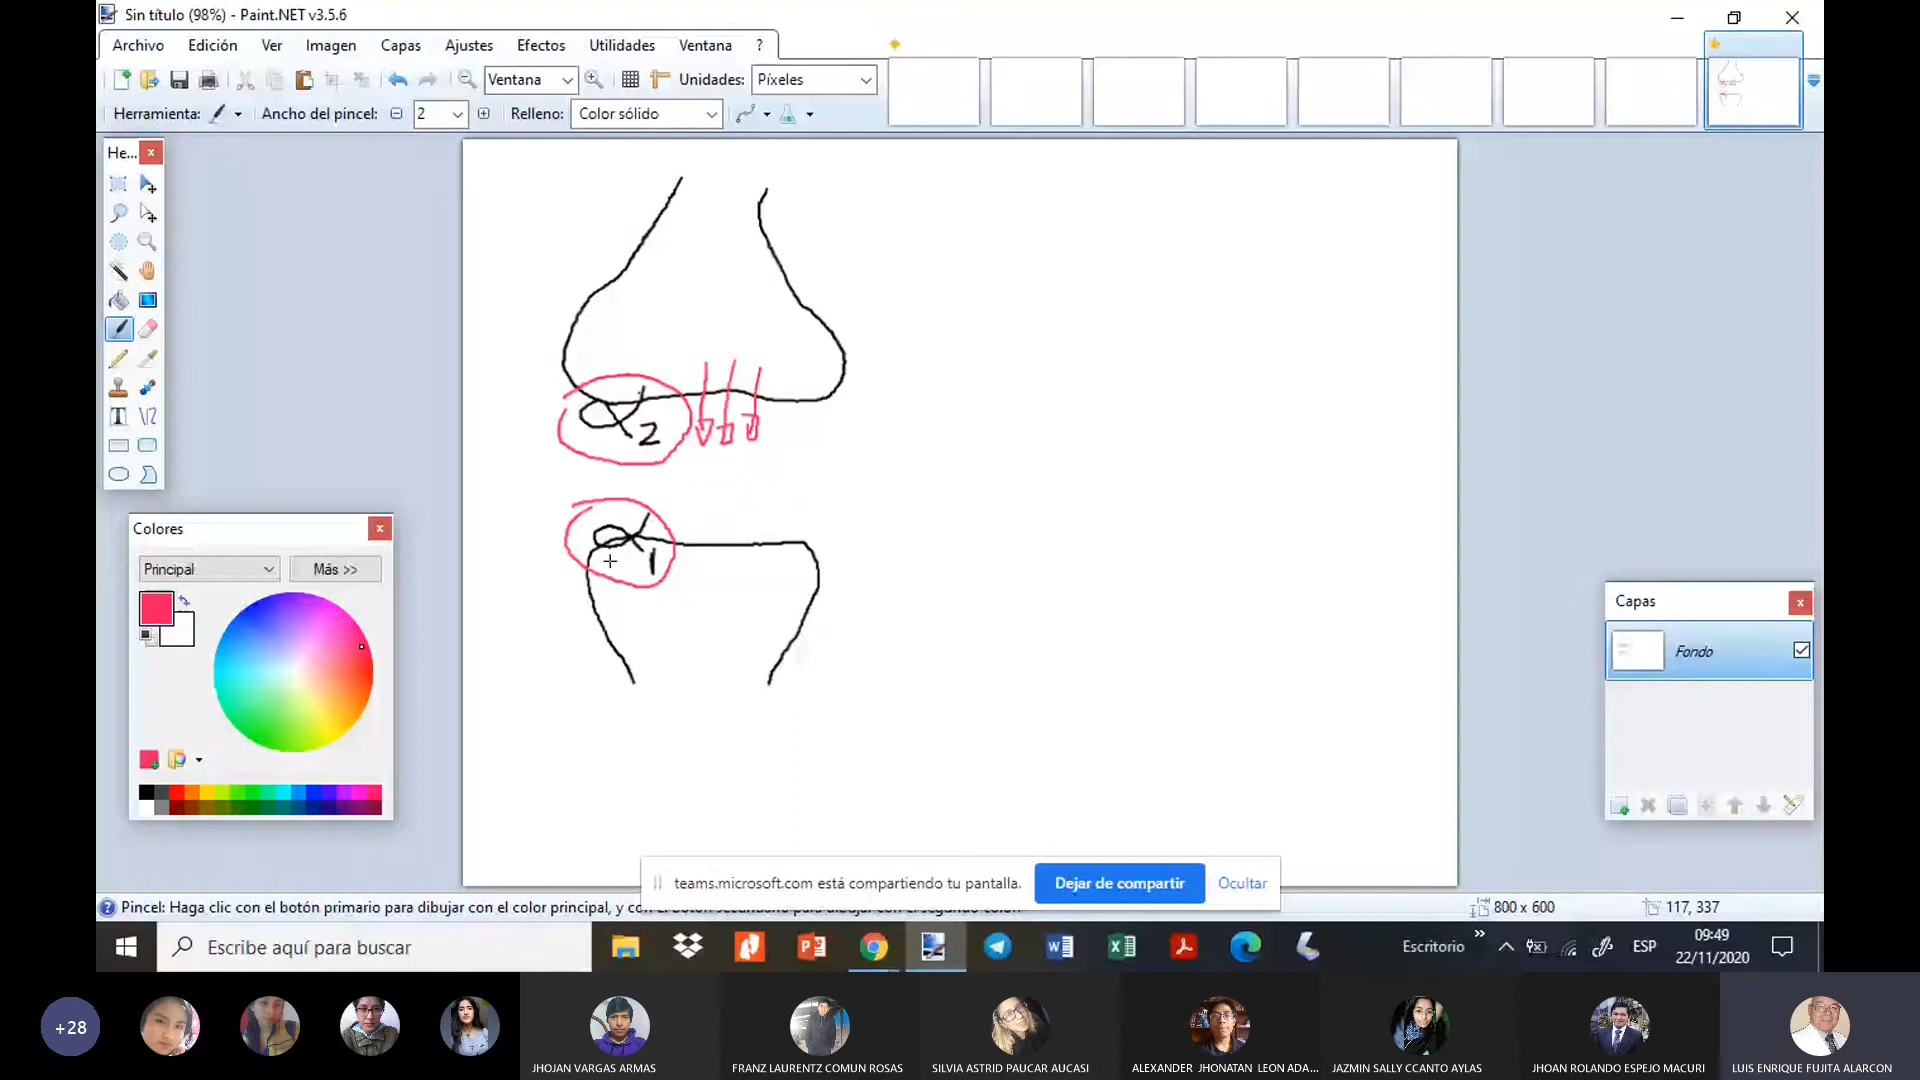 Sin título (98%) - Paint.NET v3.5.6
Archivo Edición Ver Imagen Capas Ajustes Efectos Utilidades Ventana ?
Ventana Unidades: Píxeles
Herramienta: Ancho del pincel: 2 Relleno: Color sólido
He...
2
1
Colores
Principal Más >>
Capas
Fondo
teams.microsoft.com está compartiendo tu pantalla. Dejar de compartir Ocultar
Pincel: Haga clic con el botón primario para dibujar con el color principal, y con
800 x 600 117, 337
Escribe aquí para buscar
Escritorio » ESP
09:49
22/11/2020
+28
JHOJAN VARGAS ARMAS
FRANZ LAURENTZ COMUN ROSAS
SILVIA ASTRID PAUCAR AUCASI
ALEXANDER JHONATAN LEON ADA...
JAZMIN SALLY CCANTO AYLAS
JHOAN ROLANDO ESPEJO MACURI
LUIS ENRIQUE FUJITA ALARCON